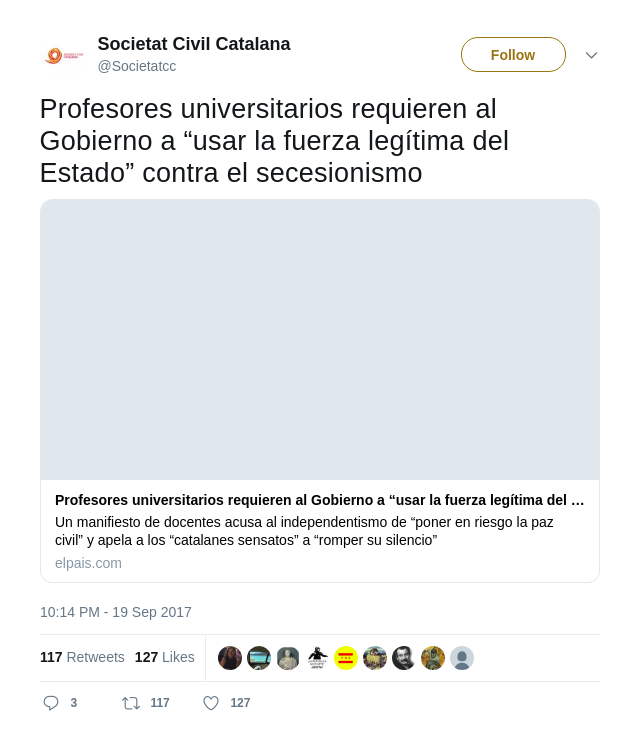 Societat Civil Catalana
@Societatcc
Follow
Profesores universitarios requieren al
Gobierno a “usar la fuerza legítima del
Estado” contra el secesionismo
Profesores universitarios requieren al Gobierno a “usar la fuerza legítima del …
Un manifiesto de docentes acusa al independentismo de “poner en riesgo la paz
civil” y apela a los “catalanes sensatos” a “romper su silencio”
elpais.com
10:14 PM - 19 Sep 2017
117 Retweets 127 Likes
3 117 127